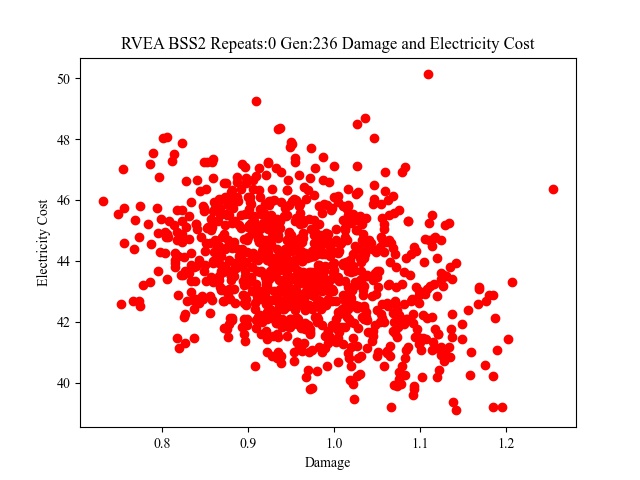 RVEA BSS2 Repeats:0 Gen:236 Damage and Electricity Cost
50
48
46
44
42
40
Electricity Cost
0.8 0.9 1.0 1.1 1.2
Damage